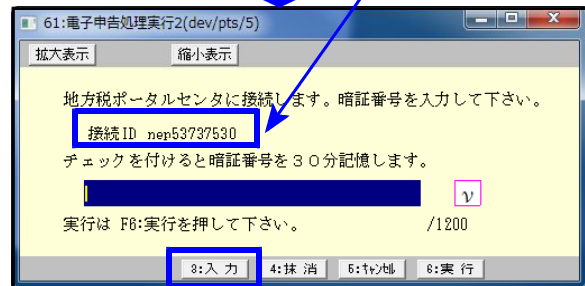 61:電子申告処理実行2(dev/pts/5)
拡大表示 縮小表示
地方税ポータルセンタに接続します。暗証番号を入力して下さい。
接続ID nep53737530
チェックを付けると暗証番号を３０分記憶します。
ν
実行は F6:実行を押して下さい。 /1200
3:入 力 4:抹 消 5:ｷｬﾝｾﾙ 6:実 行